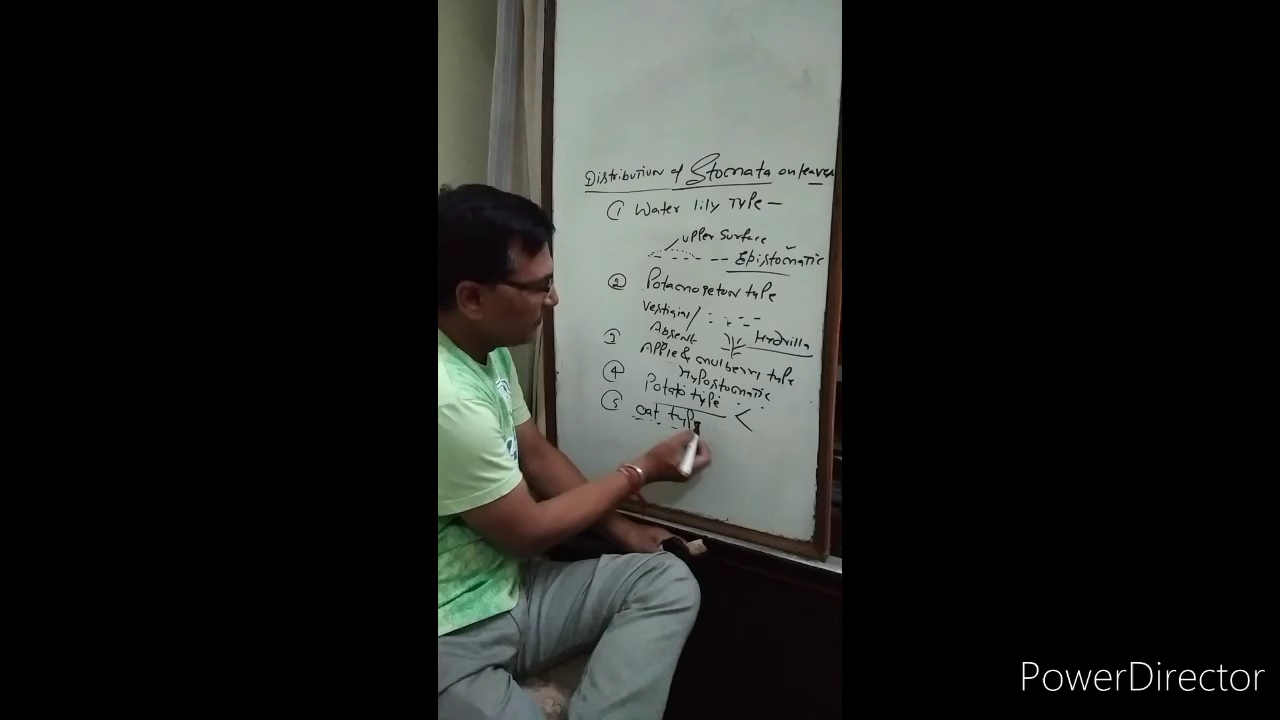 Distribution of Stomata on leaves
① Water lily Type —
upper surface
Epistomatic
② Potamogeton type
Vestigial/
Absent
Hydrilla
3 Apple & mulberry type
Hypostomatic
④ Potato type
⑤ oat type
PowerDirector